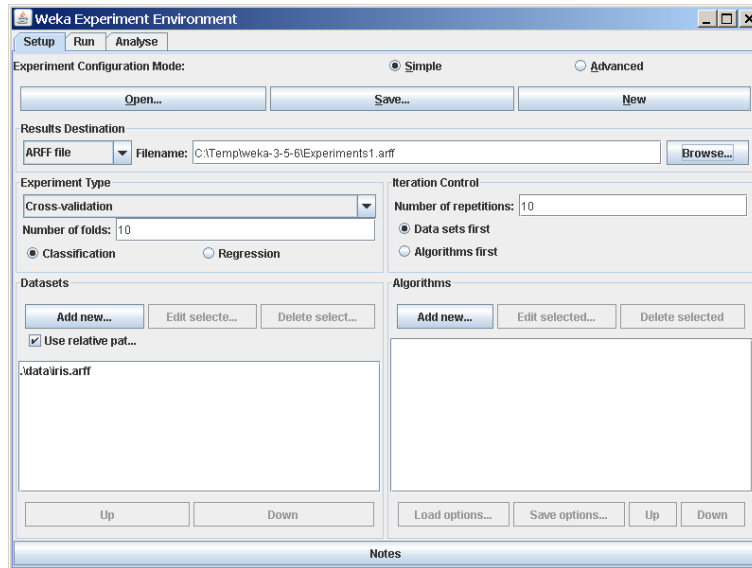 Weka Experiment Environment
Setup Run Analyse
Experiment Configuration Mode: Simple Advanced
Open... Save... New
Results Destination
ARFF file Filename: C:\Temp\weka-3-5-6\Experiments1.arff Browse...
Experiment Type Iteration Control
Cross-validation Number of repetitions: 10
Number of folds: 10 Data sets first
Classification Regression Algorithms first
Datasets Algorithms
Add new... Edit selecte... Delete select... Add new... Edit selected... Delete selected
Use relative pat...
.\data\iris.arff
Up Down Load options... Save options... Up Down
Notes